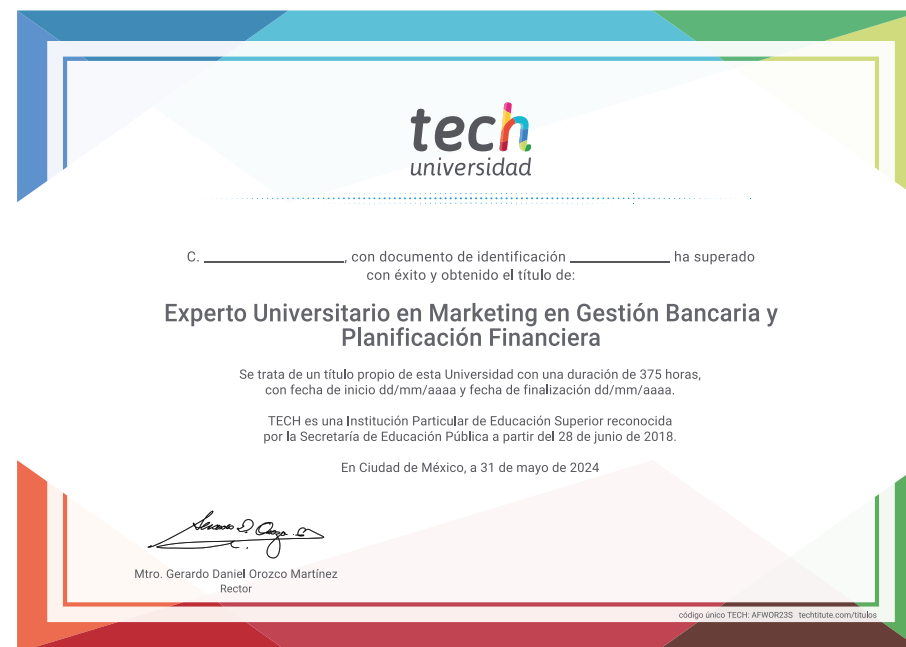 tech
universidad
C. ____________, con documento de identificación ____________ ha superado
con éxito y obtenido el título de:
Experto Universitario en Marketing en Gestión Bancaria y
Planificación Financiera
Se trata de un título propio de esta Universidad con una duración de 375 horas,
con fecha de inicio dd/mm/aaaa y fecha de finalización dd/mm/aaaa.
TECH es una Institución Particular de Educación Superior reconocida
por la Secretaría de Educación Pública a partir del 28 de junio de 2018.
En Ciudad de México, a 31 de mayo de 2024
Mtro. Gerardo Daniel Orozco Martínez
Rector
código único TECH: AFWOR23S techtitute.com/titulos